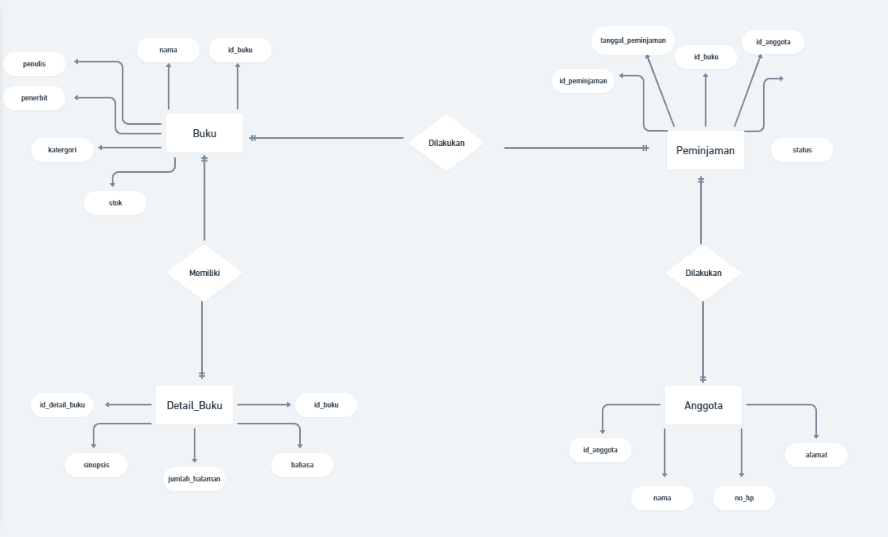 tanggal_peminjaman
id_anggota
nama
id_buku
id_buku
penulis
id_peminjaman
penerbit
Buku
Dilakukan
katergori
Peminjaman
status
stok
Memiliki
Dilakukan
id_detail_buku
Detail_Buku
id_buku
Anggota
id_anggota
alamat
sinopsis
bahasa
jumlah_halaman
nama
no_hp